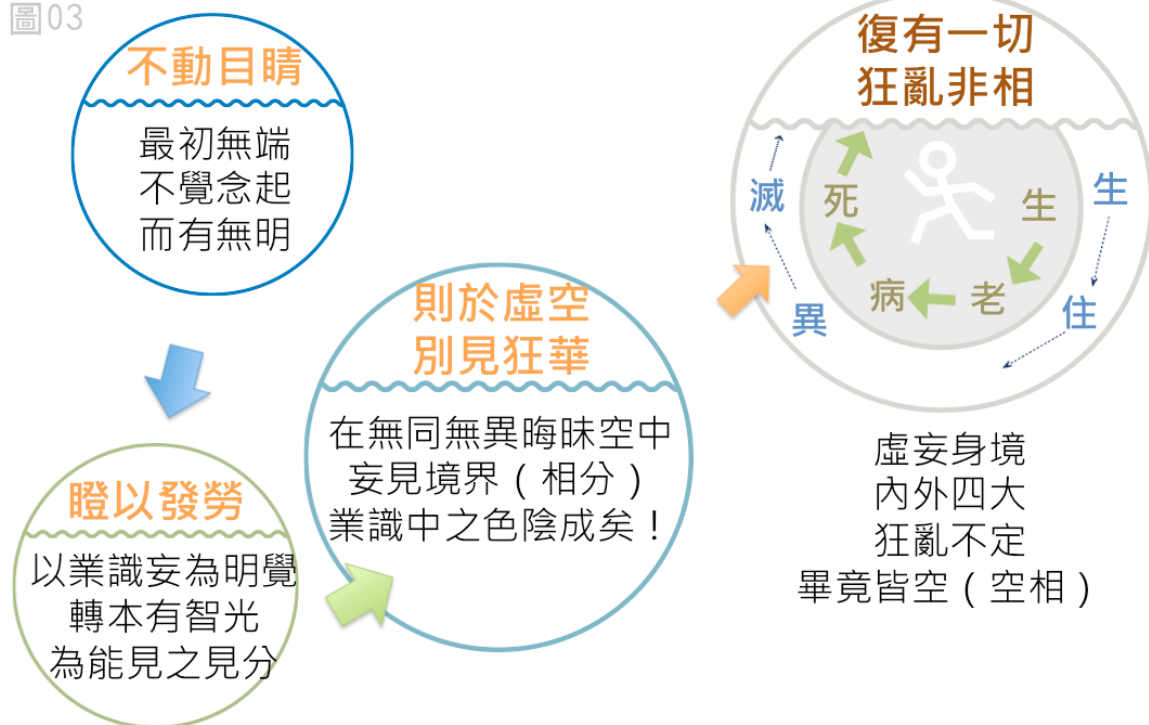 圖03
不動目睛
最初無端
不覺念起
而有無明
瞪以發勞
以業識妄為明覺
轉本有智光
為能見之見分
則於虛空
別見狂華
在無同無異晦昧空中
妄見境界（相分）
業識中之色陰成矣！
復有一切
狂亂非相
生
住
異
滅
生
老
病
死
虛妄身境
內外四大
狂亂不定
畢竟皆空（空相）